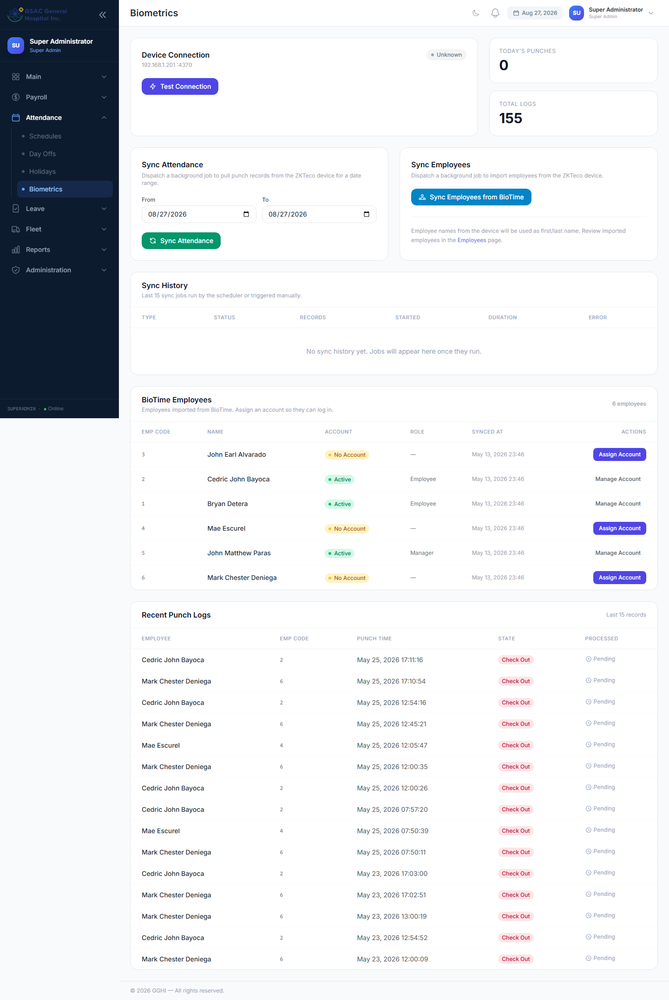 GSAC General
Hospital Inc.
SU
Super Administrator
Super Admin
Main
Payroll
Attendance
Schedules
Day Offs
Holidays
Biometrics
Leave
Fleet
Reports
Administration
SUPERADMIN · Online
Biometrics
Aug 27, 2026
SU
Super Administrator
Super Admin
Device Connection
192.168.1.201 :4370
Unknown
Test Connection
TODAY'S PUNCHES
0
TOTAL LOGS
155
Sync Attendance
Dispatch a background job to pull punch records from the ZKTeco device for a date
range.
From To
08/27/2026 08/27/2026
Sync Attendance
Sync Employees
Dispatch a background job to import employees from the ZKTeco device.
Sync Employees from BioTime
Employee names from the device will be used as first/last name. Review imported
employees in the Employees page.
Sync History
Last 15 sync jobs run by the scheduler or triggered manually.
TYPE STATUS RECORDS STARTED DURATION ERROR
No sync history yet. Jobs will appear here once they run.
BioTime Employees
Employees imported from BioTime. Assign an account so they can log in.
6 employees
EMP CODE NAME ACCOUNT ROLE SYNCED AT ACTIONS
3 John Earl Alvarado No Account — May 13, 2026 23:46 Assign Account
2 Cedric John Bayoca Active Employee May 13, 2026 23:46 Manage Account
1 Bryan Detera Active Employee May 13, 2026 23:46 Manage Account
4 Mae Escurel No Account — May 13, 2026 23:46 Assign Account
5 John Matthew Paras Active Manager May 13, 2026 23:46 Manage Account
6 Mark Chester Deniega No Account — May 13, 2026 23:46 Assign Account
Recent Punch Logs
Last 15 records
EMPLOYEE EMP CODE PUNCH TIME STATE PROCESSED
Cedric John Bayoca 2 May 25, 2026 17:11:16 Check Out Pending
Mark Chester Deniega 6 May 25, 2026 17:10:54 Check Out Pending
Cedric John Bayoca 2 May 25, 2026 12:54:16 Check Out Pending
Mark Chester Deniega 6 May 25, 2026 12:45:21 Check Out Pending
Mae Escurel 4 May 25, 2026 12:05:47 Check Out Pending
Mark Chester Deniega 6 May 25, 2026 12:00:35 Check Out Pending
Cedric John Bayoca 2 May 25, 2026 12:00:26 Check Out Pending
Cedric John Bayoca 2 May 25, 2026 07:57:20 Check Out Pending
Mae Escurel 4 May 25, 2026 07:50:39 Check Out Pending
Mark Chester Deniega 6 May 25, 2026 07:50:11 Check Out Pending
Cedric John Bayoca 2 May 23, 2026 17:03:00 Check Out Pending
Mark Chester Deniega 6 May 23, 2026 17:02:51 Check Out Pending
Mark Chester Deniega 6 May 23, 2026 13:00:19 Check Out Pending
Cedric John Bayoca 2 May 23, 2026 12:54:52 Check Out Pending
Mark Chester Deniega 6 May 23, 2026 12:00:09 Check Out Pending
© 2026 GGHI — All rights reserved.